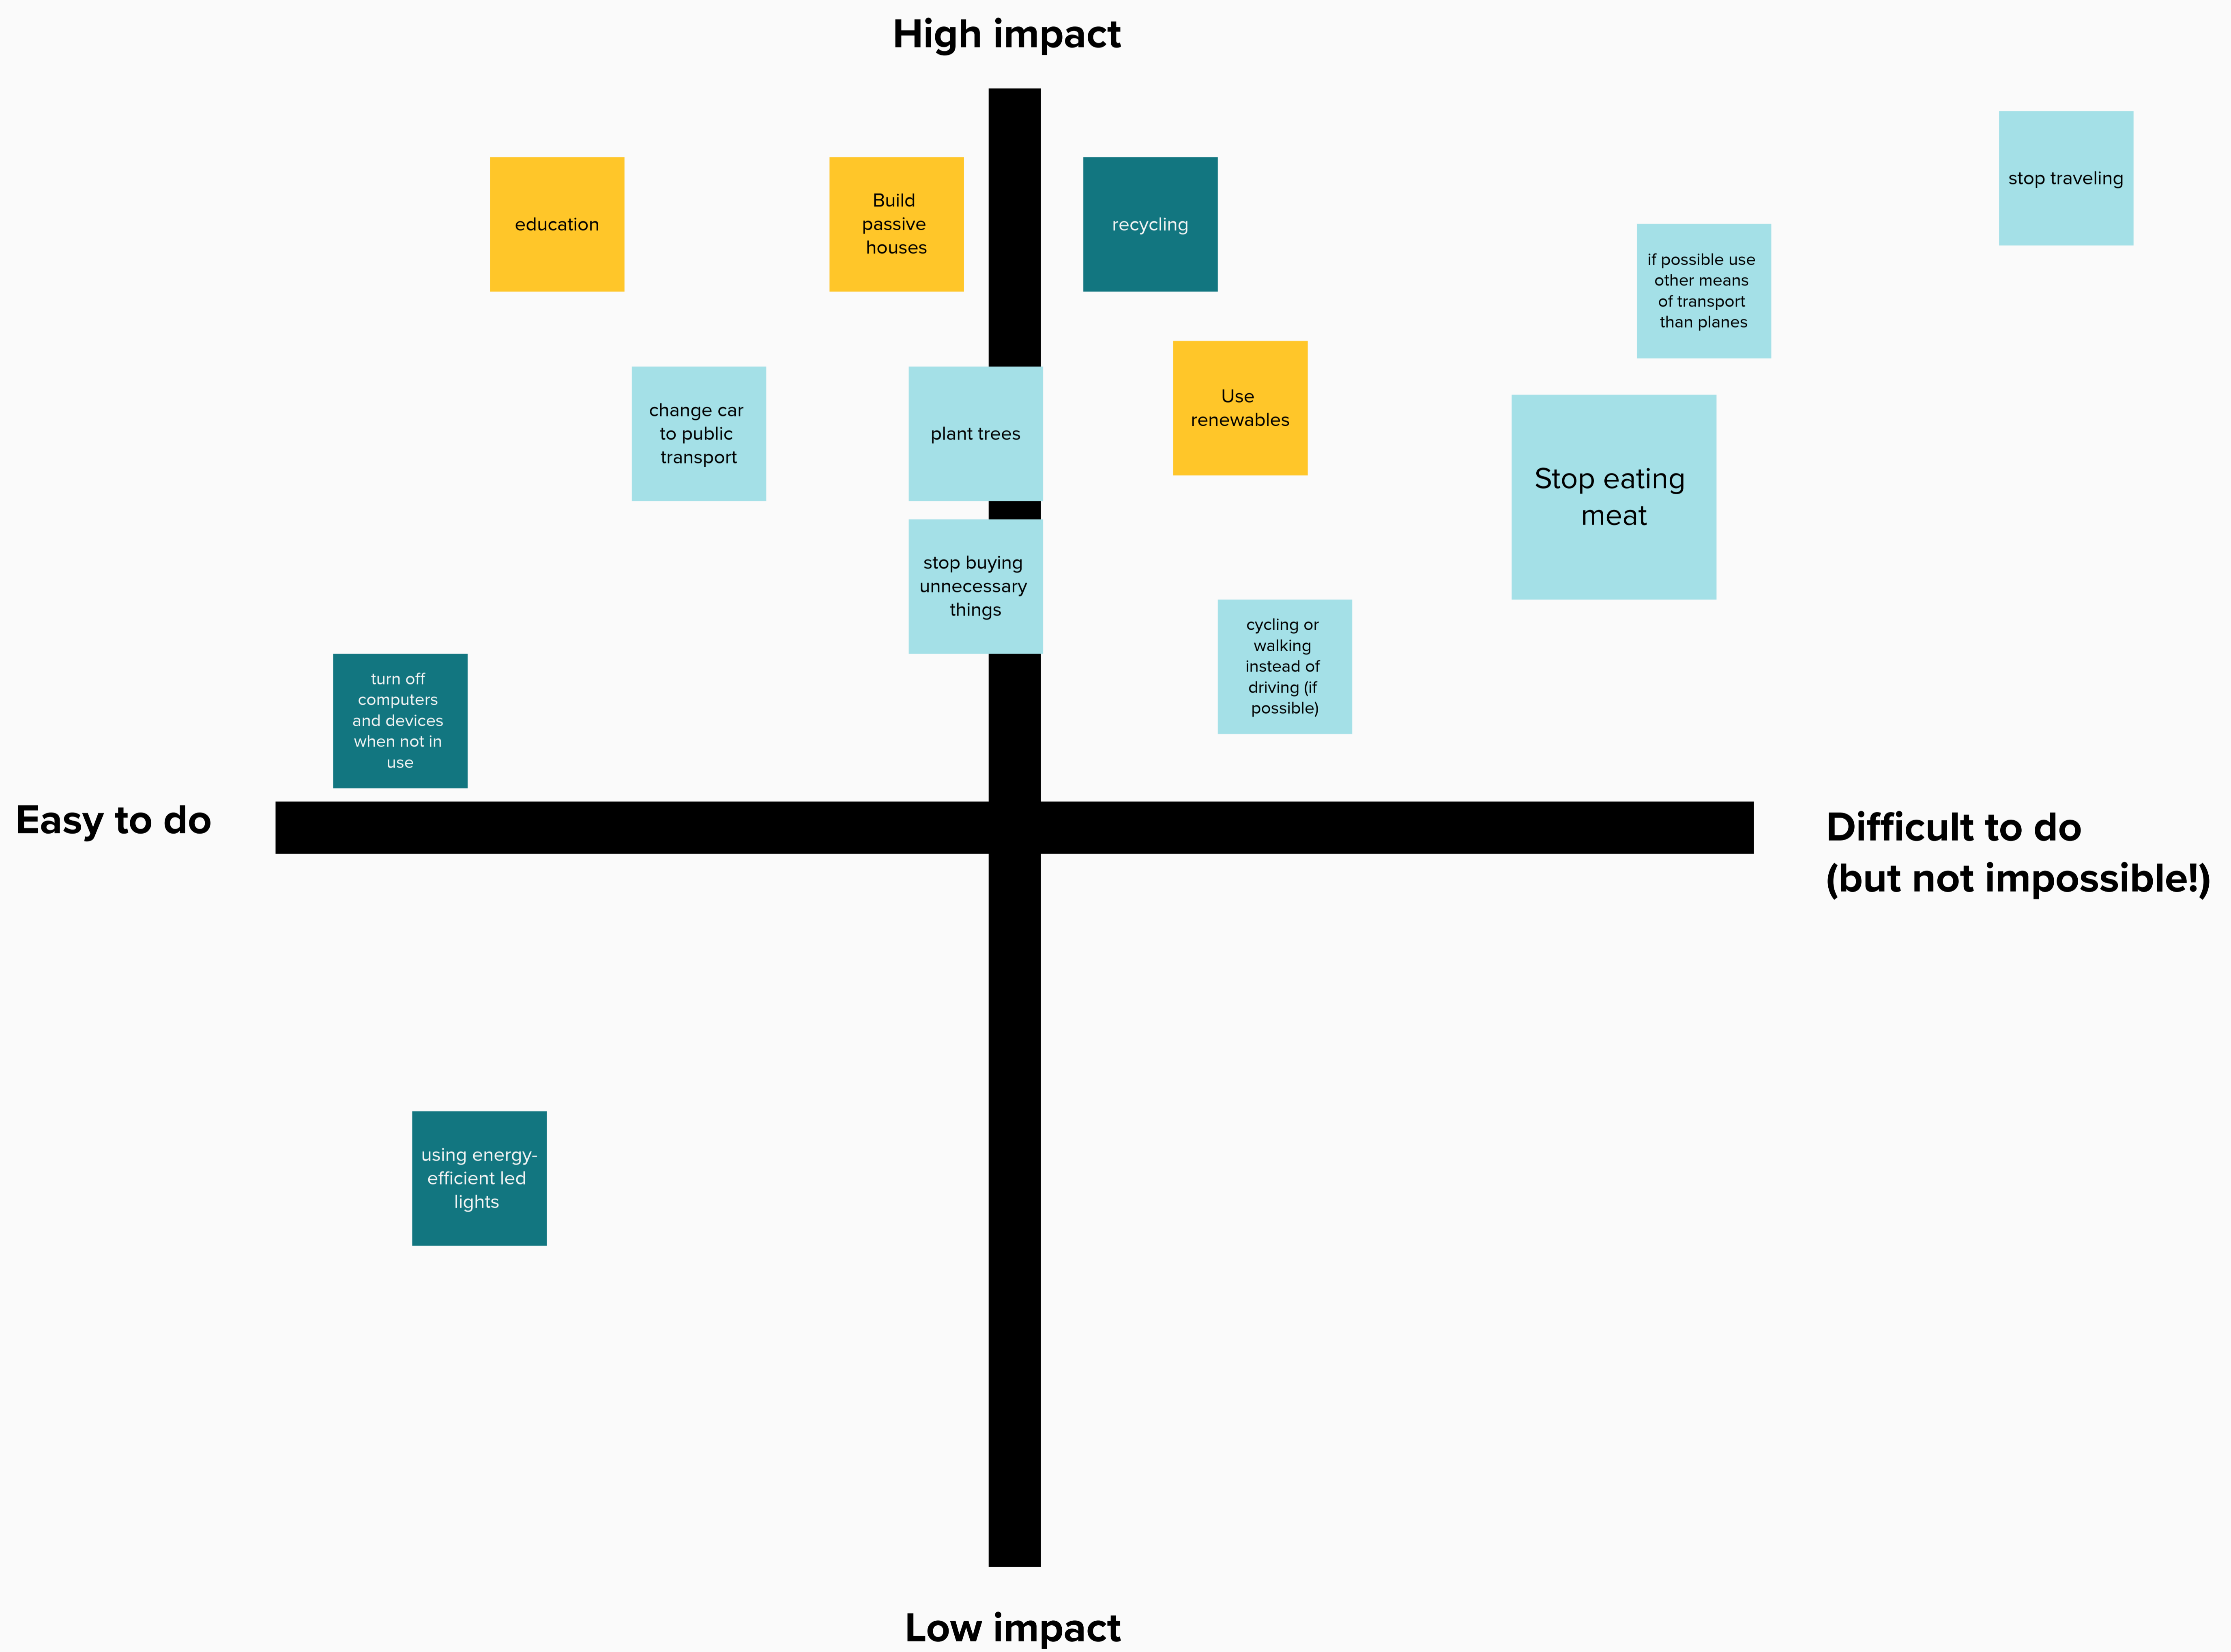 High impact
stop traveling
education
Build
passive
houses
recycling
if possible use
other means
of transport
than planes
change car
to public
transport
plant trees
Use
renewables
Stop eating
meat
stop buying
unnecessary
things
cycling or
walking
instead of
driving (if
possible)
turn off
computers
and devices
when not in
use
Easy to do
Difficult to do
(but not impossible!)
using energy-
efficient led
lights
Low impact